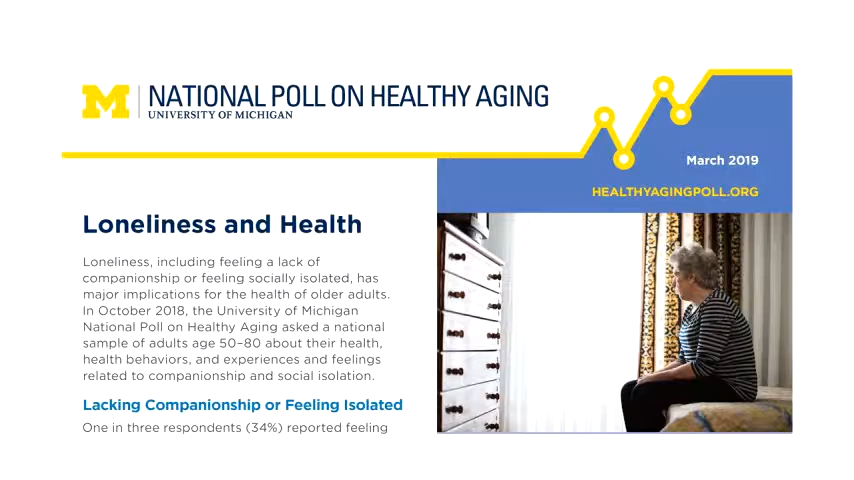 M
NATIONAL POLL ON HEALTHY AGING
UNIVERSITY OF MICHIGAN
March 2019
HEALTHYAGINGPOLL.ORG
Loneliness and Health
Loneliness, including feeling a lack of
companionship or feeling socially isolated, has
major implications for the health of older adults.
In October 2018, the University of Michigan
National Poll on Healthy Aging asked a national
sample of adults age 50–80 about their health,
health behaviors, and experiences and feelings
related to companionship and social isolation.
Lacking Companionship or Feeling Isolated
One in three respondents (34%) reported feeling